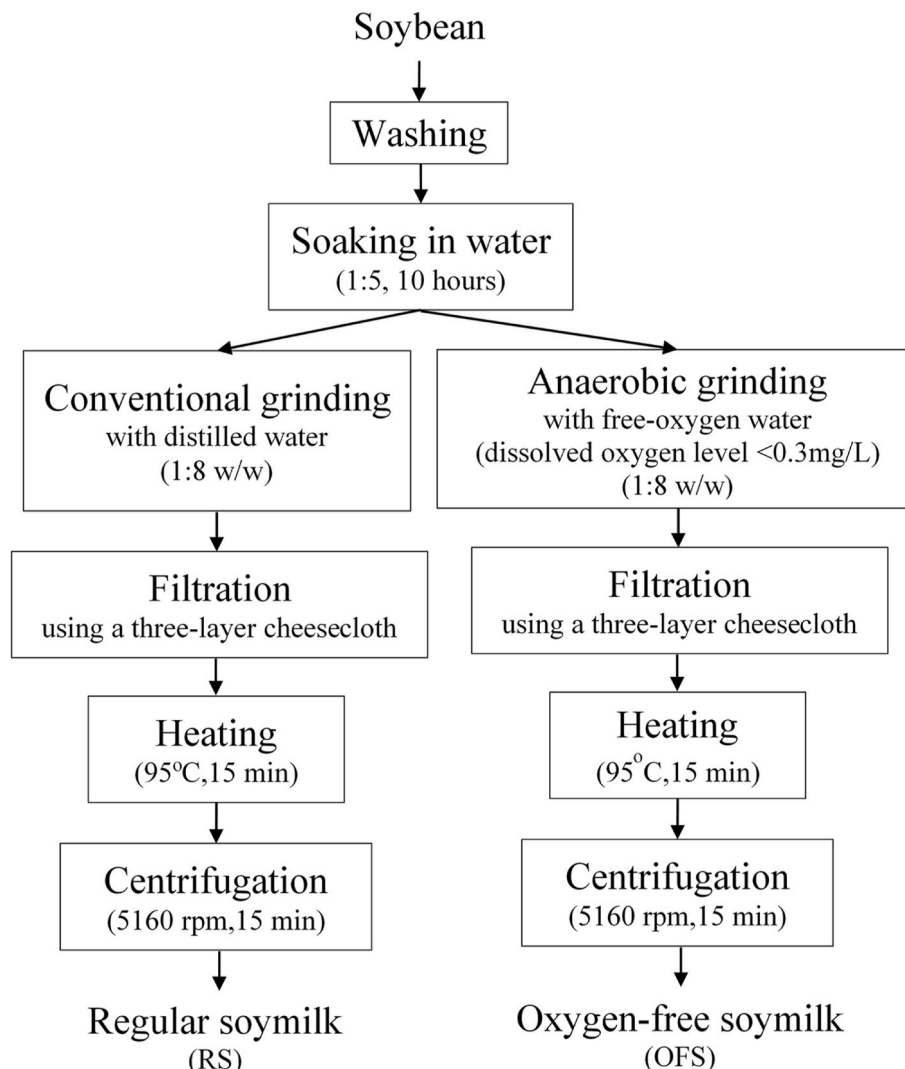 Soybean
Washing
Soaking in water
(1:5, 10 hours)
Conventional grinding
with distilled water
(1:8 w/w)
Filtration
using a three-layer cheesecloth
Heating
(95°C,15 min)
Centrifugation
(5160 rpm,15 min)
Regular soymilk
(RS)
Anaerobic grinding
with free-oxygen water
(dissolved oxygen level <0.3mg/L)
(1:8 w/w)
Filtration
using a three-layer cheesecloth
Heating
(95°C,15 min)
Centrifugation
(5160 rpm,15 min)
Oxygen-free soymilk
(OFS)